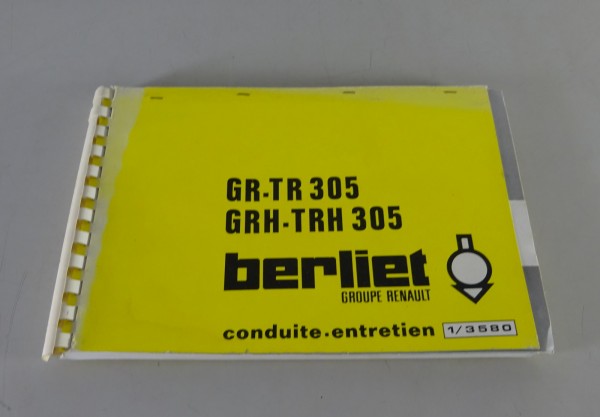 GR-TR 305
GRH-TRH 305
berliet
GROUPE RENAULT
conduite.entretien 1/3580